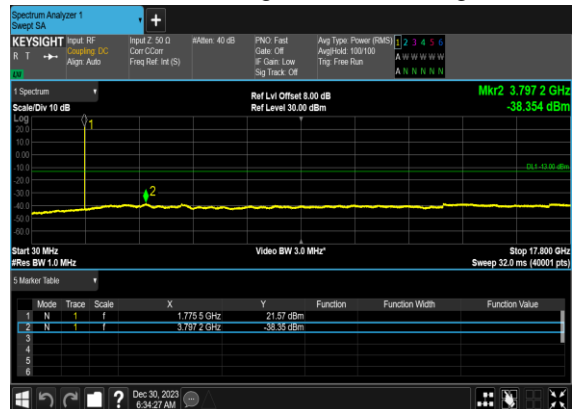 Spectrum Analyzer 1
Swept SA
+
KEYSIGHT Input: RF Input Z: 50 Ω #Atten: 40 dB PNO: Fast Avg Type: Power (RMS) 1 2 3 4 5 6
R T Coupling: DC Corr CCorr Gate: Off Avg|Hold: 100/100 A W W W W W
Align: Auto Freq Ref: Int (S) IF Gain: Low Trig: Free Run
LW Sig Track: Off A N N N N N
1 Spectrum Ref Lvl Offset 8.00 dB Mkr2 3.797 2 GHz
Scale/Div 10 dB Ref Level 30.00 dBm -38.354 dBm
Log
1
20.0
10.0
0.00
-10.0 DL1 -13.00 dBm
-20.0
-30.0 2
-40.0
-50.0
-60.0
Start 30 MHz Video BW 3.0 MHz* Stop 17.800 GHz
#Res BW 1.0 MHz Sweep 32.0 ms (40001 pts)
5 Marker Table
Mode Trace Scale X Y Function Function Width Function Value
1 N 1 f 1.775 5 GHz 21.57 dBm
2 N 1 f 3.797 2 GHz -38.35 dBm
3
4
5
6
? Dec 30, 2023
6:34:27 AM